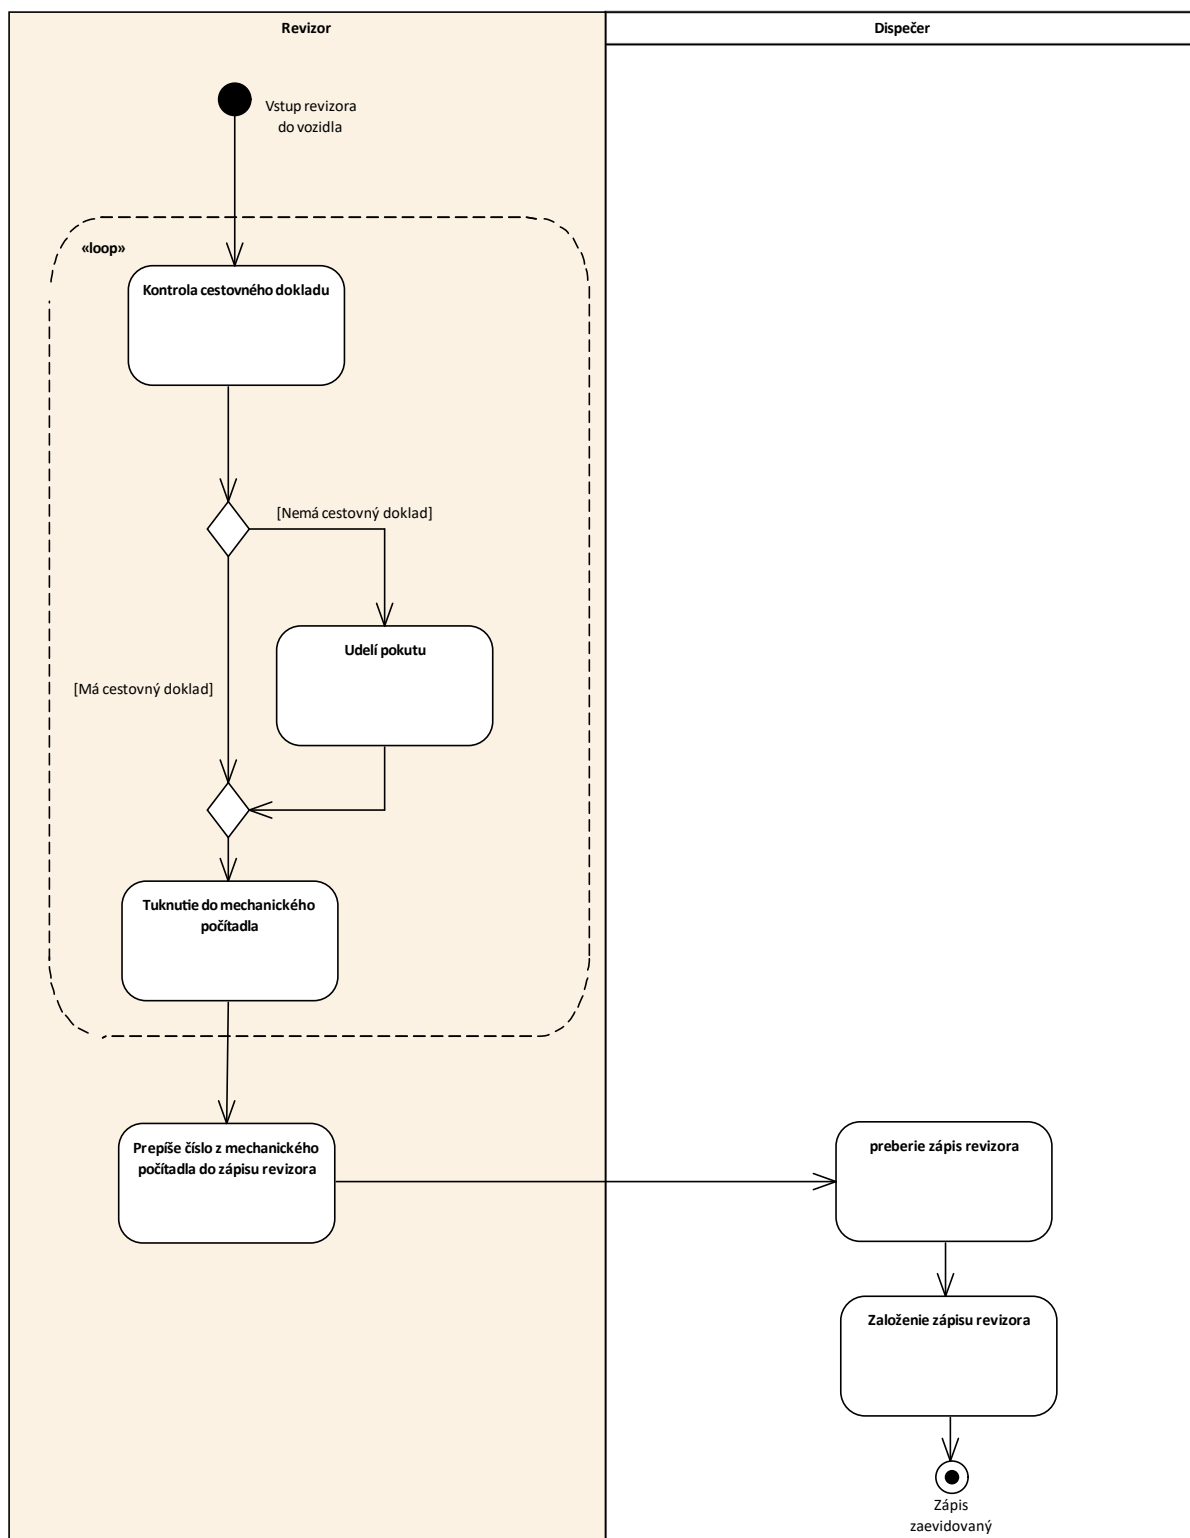 Revizor
Dispečer
Vstup revizora
do vozidla
«loop»
Kontrola cestovného dokladu
[Nemá cestovný doklad]
Udelí pokutu
[Má cestovný doklad]
Tuknutie do mechanického
počítadla
Prepíše číslo z mechanického
počítadla do zápisu revizora
preberie zápis revizora
Založenie zápisu revizora
Zápis
zaevidovaný